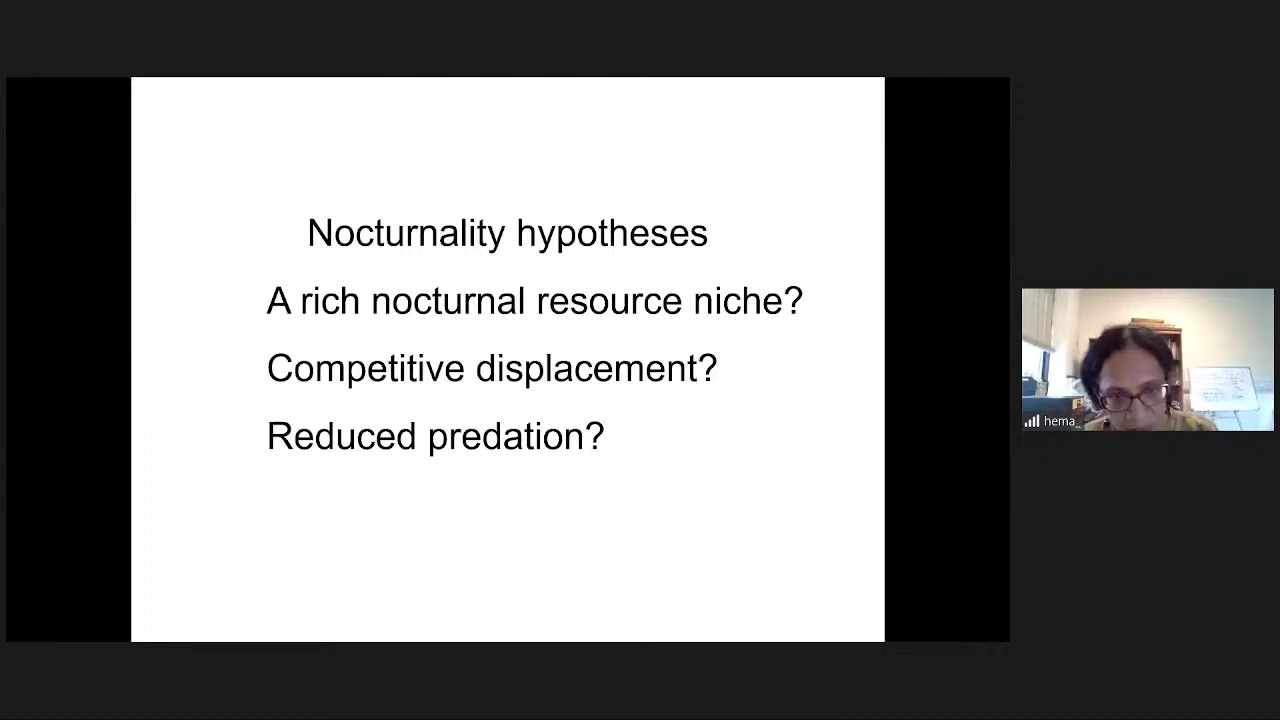 Nocturnality hypotheses
A rich nocturnal resource niche?
Competitive displacement?
Reduced predation?
hema_